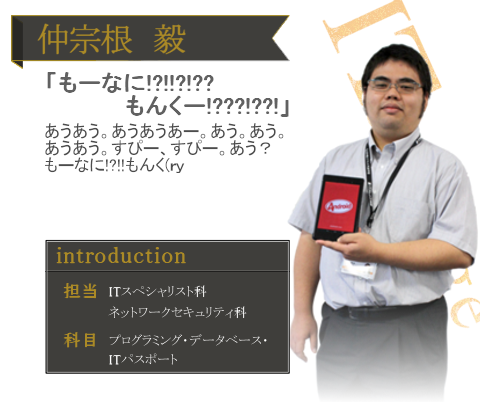 仲宗根 毅
「もーなに!?!!?!??
もんくー!???!??!」
あうあう。あうあうあー。あう。あう。
あうあう。すぴー、すぴー。あう?
もーなに!?!!もんく(ry
Android
introduction
担当 ITスペシャリスト科
ネットワークセキュリティ科
科目 プログラミング・データベース・
ITパスポート